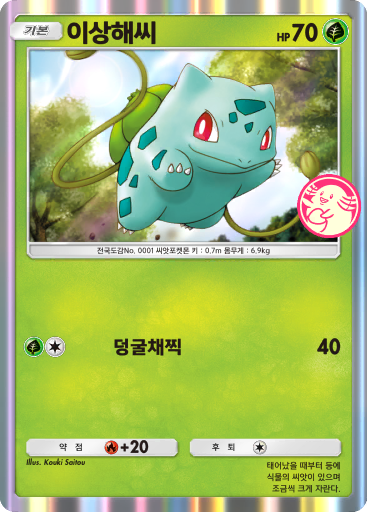 기본 이상해씨 HP 70
전국도감No. 0001 씨앗포켓몬 키 : 0.7m 몸무게 : 6.9kg
덩굴채찍 40
약점 +20 후퇴
Illus. Kouki Saitou
태어났을 때부터 등에
식물의 씨앗이 있으며
조금씩 크게 자란다.